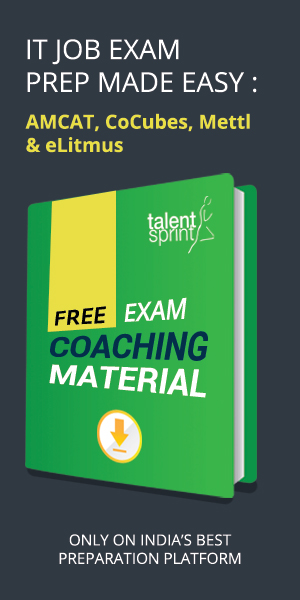 IT JOB EXAM
PREP MADE EASY :
AMCAT, CoCubes, Mettl
& eLitmus
talent
sprint
FREE EXAM
COACHING
MATERIAL
ONLY ON INDIA'S BEST
PREPARATION PLATFORM